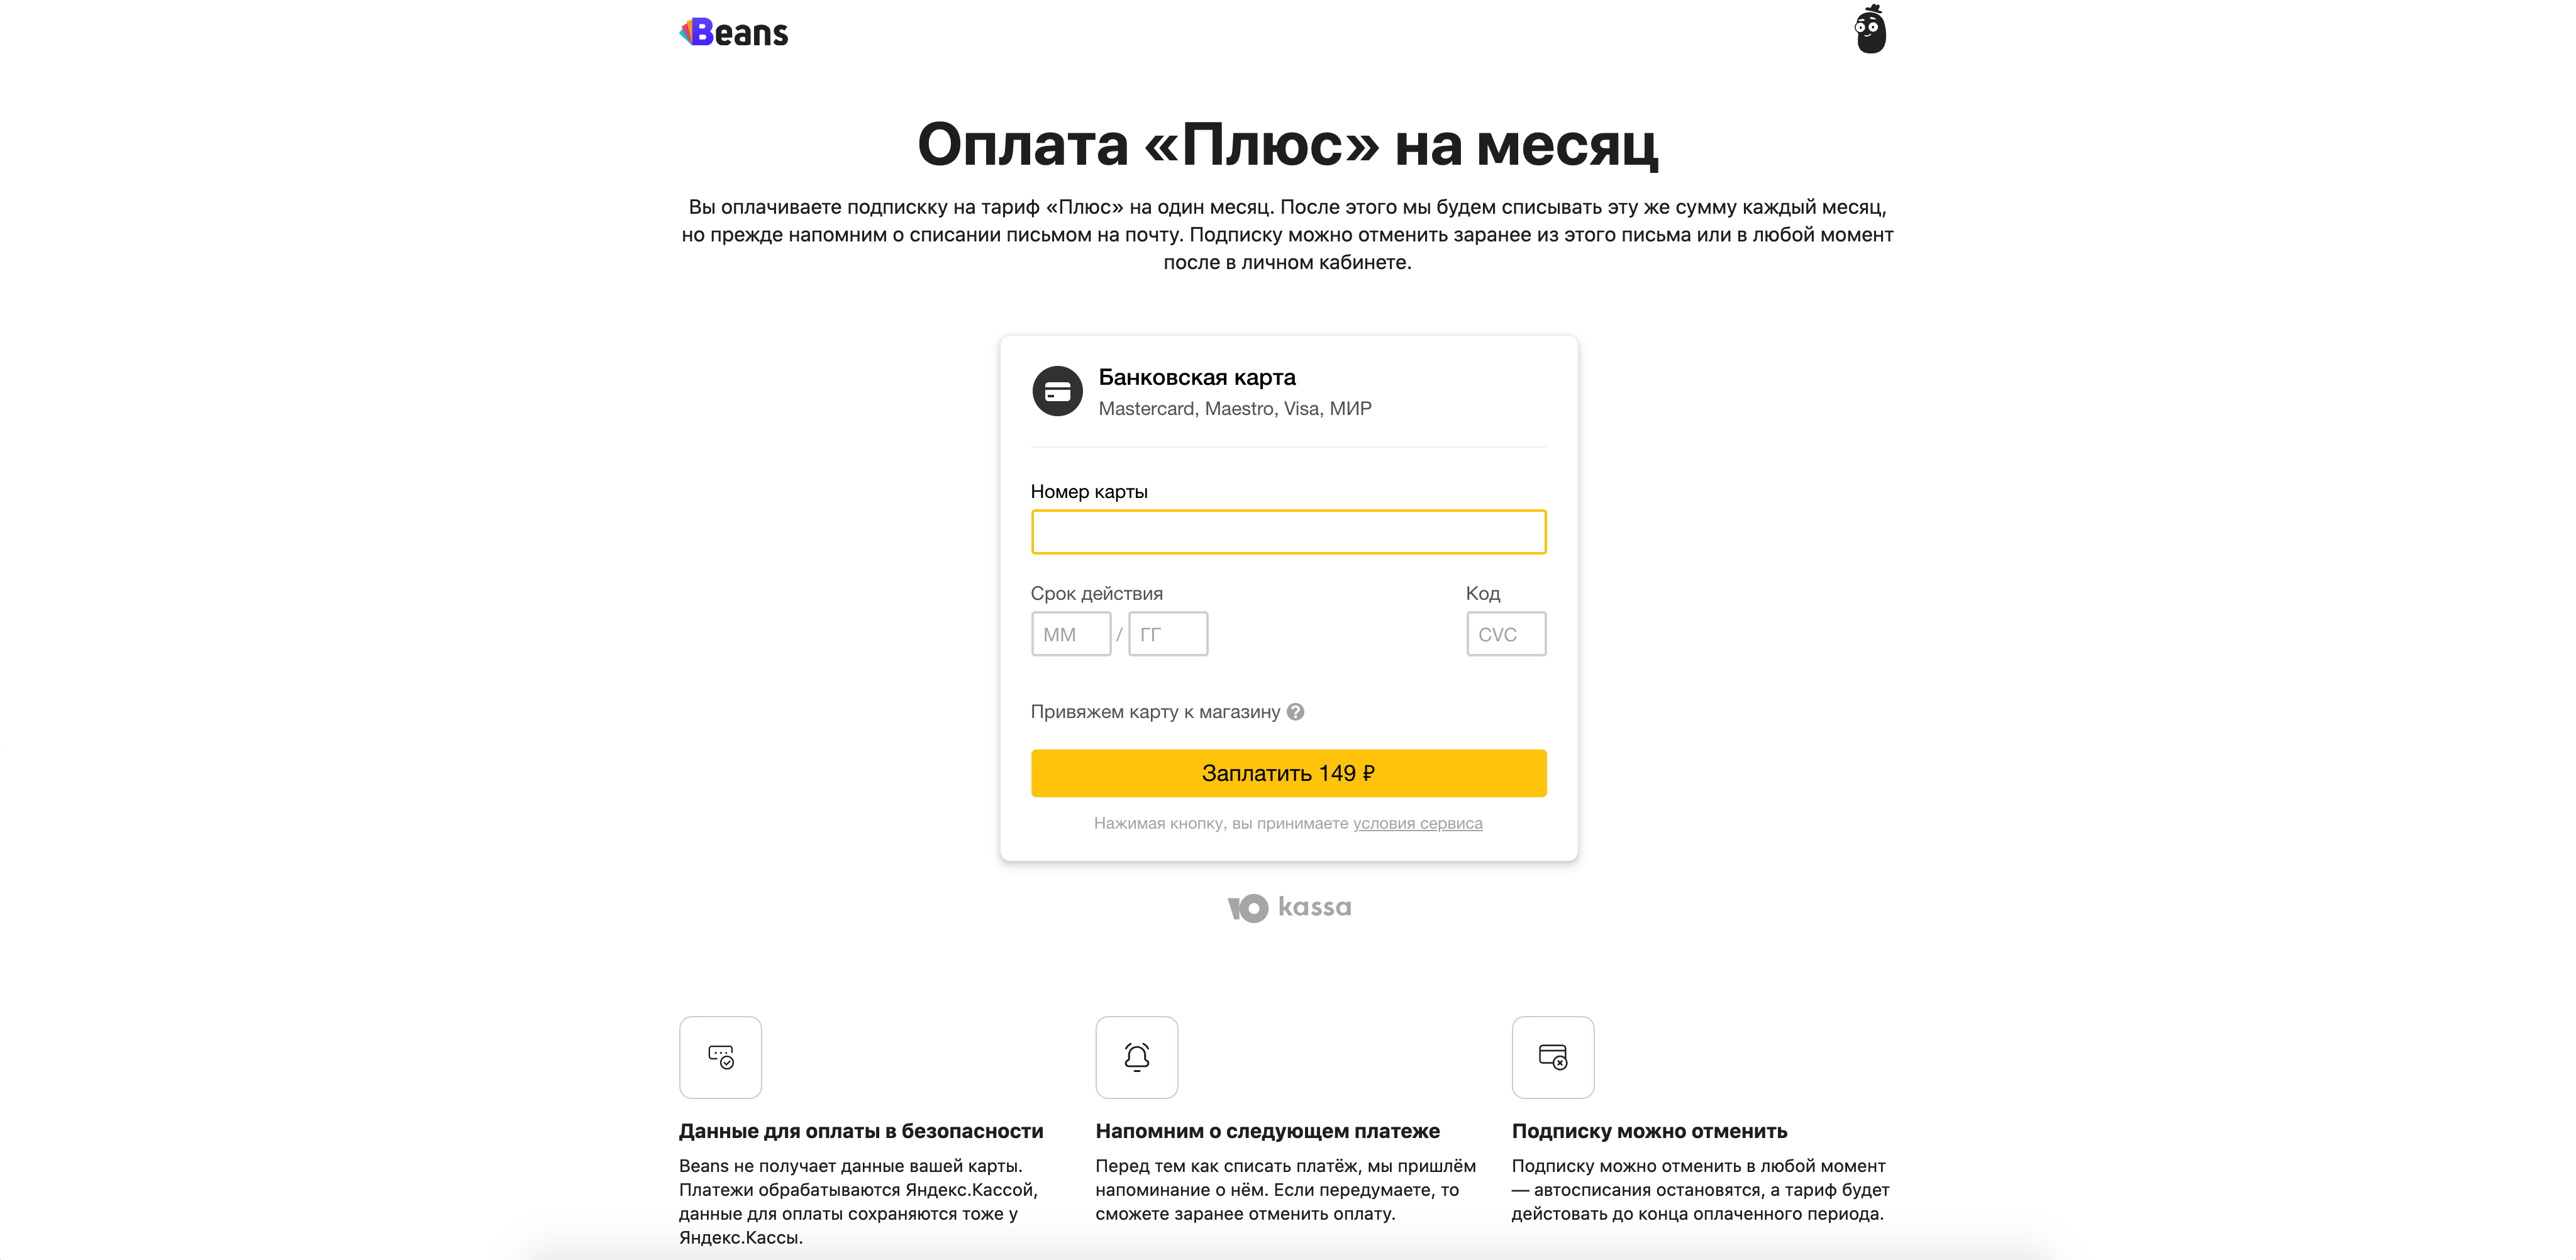 Beans
Оплата «Плюс» на месяц
Вы оплачиваете подпискку на тариф «Плюс» на один месяц. После этого мы будем списывать эту же сумму каждый месяц,
но прежде напомним о списании письмом на почту. Подписку можно отменить заранее из этого письма или в любой момент
после в личном кабинете.
Банковская карта
Mastercard, Maestro, Visa, МИР
Номер карты
Срок действия Код
ММ / ГГ CVC
Привяжем карту к магазину ?
Заплатить 149 ₽
Нажимая кнопку, вы принимаете условия сервиса
Ю kassa
Данные для оплаты в безопасности
Beans не получает данные вашей карты.
Платежи обрабатываются Яндекс.Кассой,
данные для оплаты сохраняются тоже у
Яндекс.Кассы.
Напомним о следующем платеже
Перед тем как списать платёж, мы пришлём
напоминание о нём. Если передумаете, то
сможете заранее отменить оплату.
Подписку можно отменить
Подписку можно отменить в любой момент
— автосписания остановятся, а тариф будет
дейстовать до конца оплаченного периода.